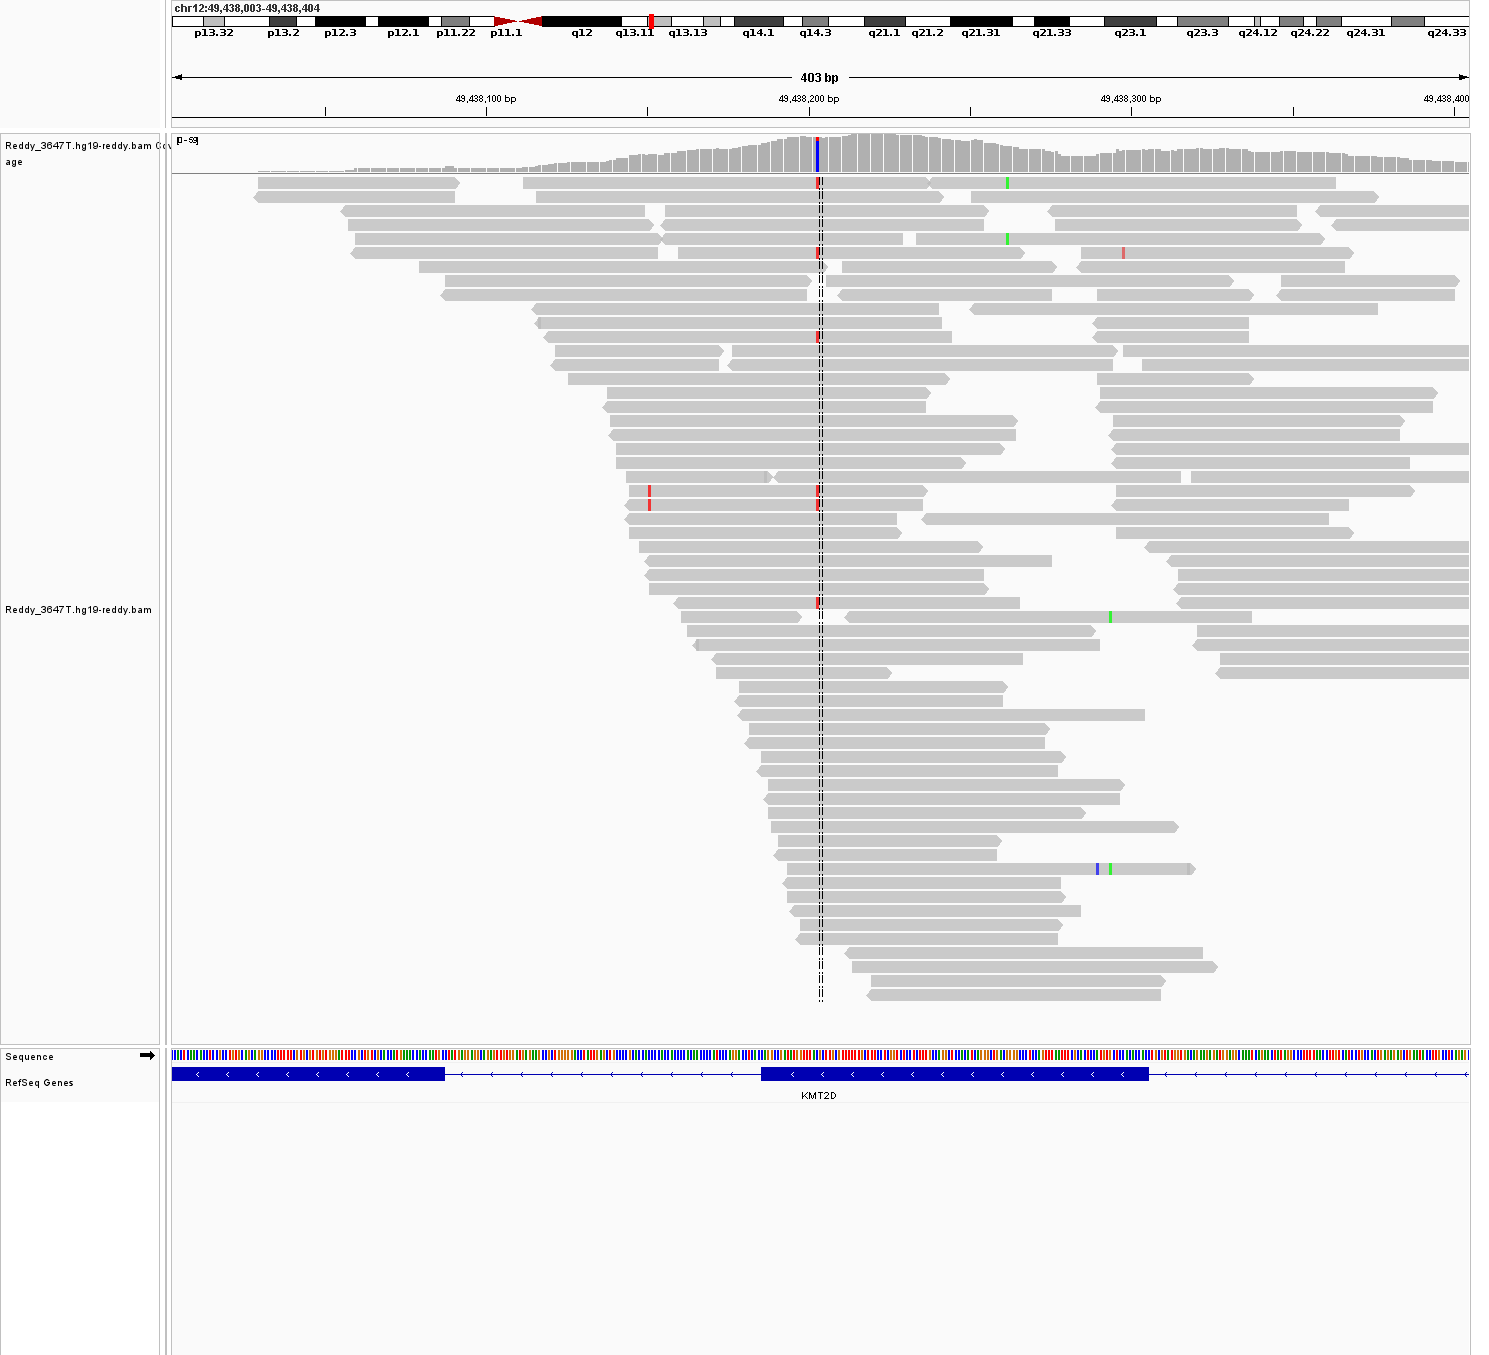 chr12:49,438,003-49,438,404
p13.32 p13.2 p12.3 p12.1 p11.22 p11.1 q12 q13.11 q13.13 q14.1 q14.3 q21.1 q21.2 q21.31 q21.33 q23.1 q23.3 q24.12 q24.22 q24.31 q24.33
403 bp
49,438,100 bp 49,438,200 bp 49,438,300 bp 49,438,400
Reddy_3647T.hg19-reddy.bam Cov
age
[0-59]
Reddy_3647T.hg19-reddy.bam
Sequence
RefSeq Genes
KMT2D